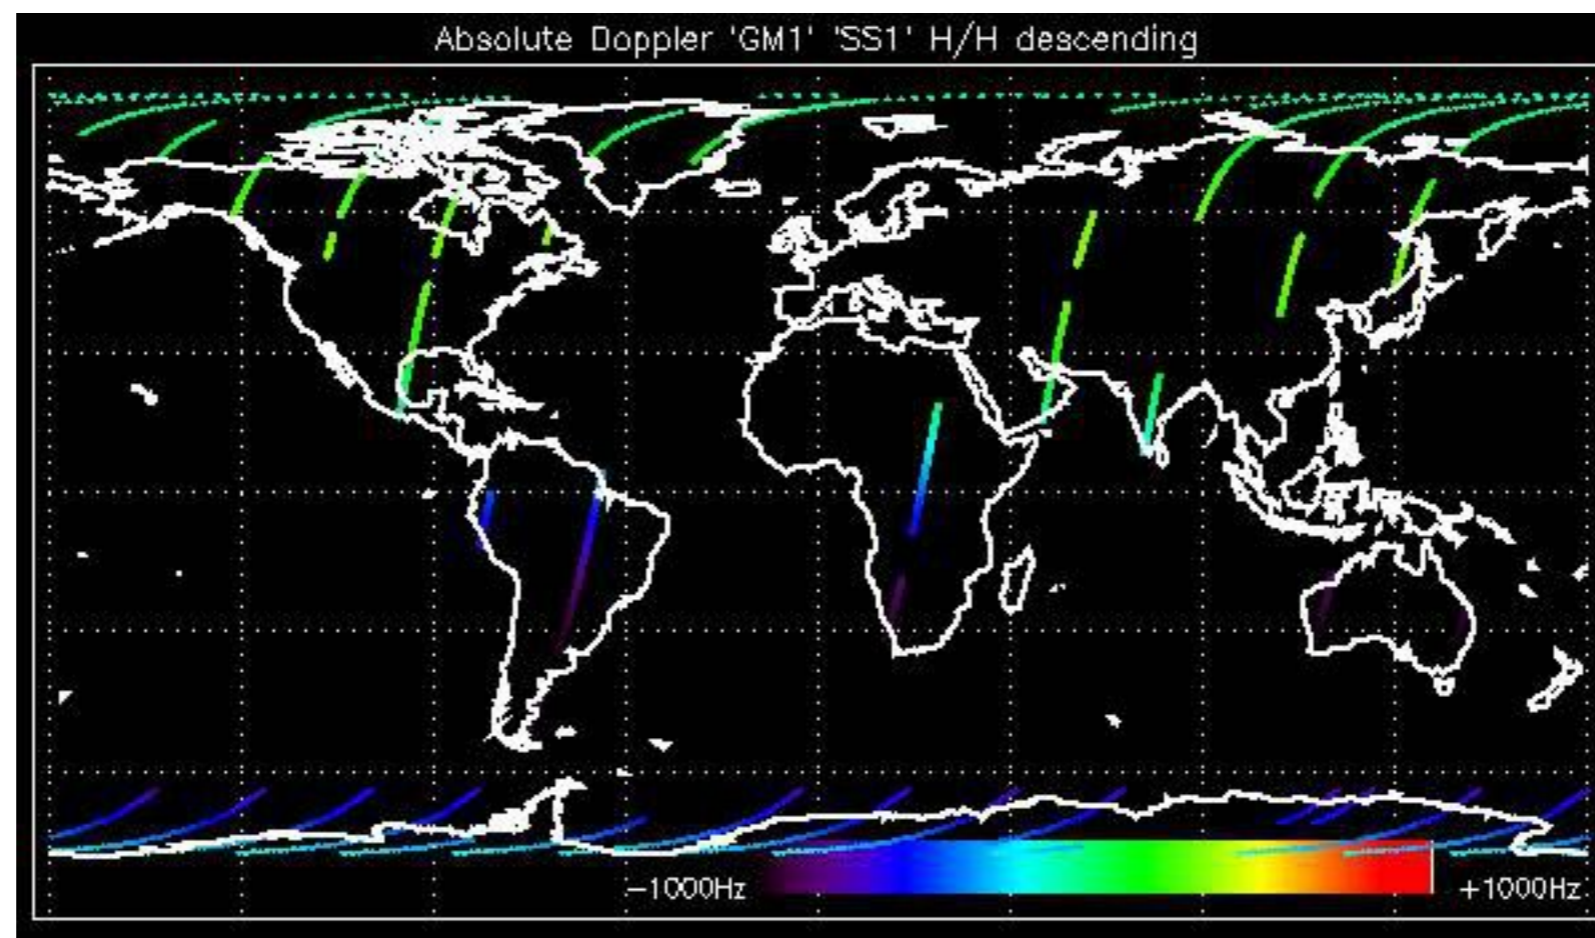 Absolute Doppler 'GM1' 'SS1' H/H descending
−1000Hz
+1000Hz